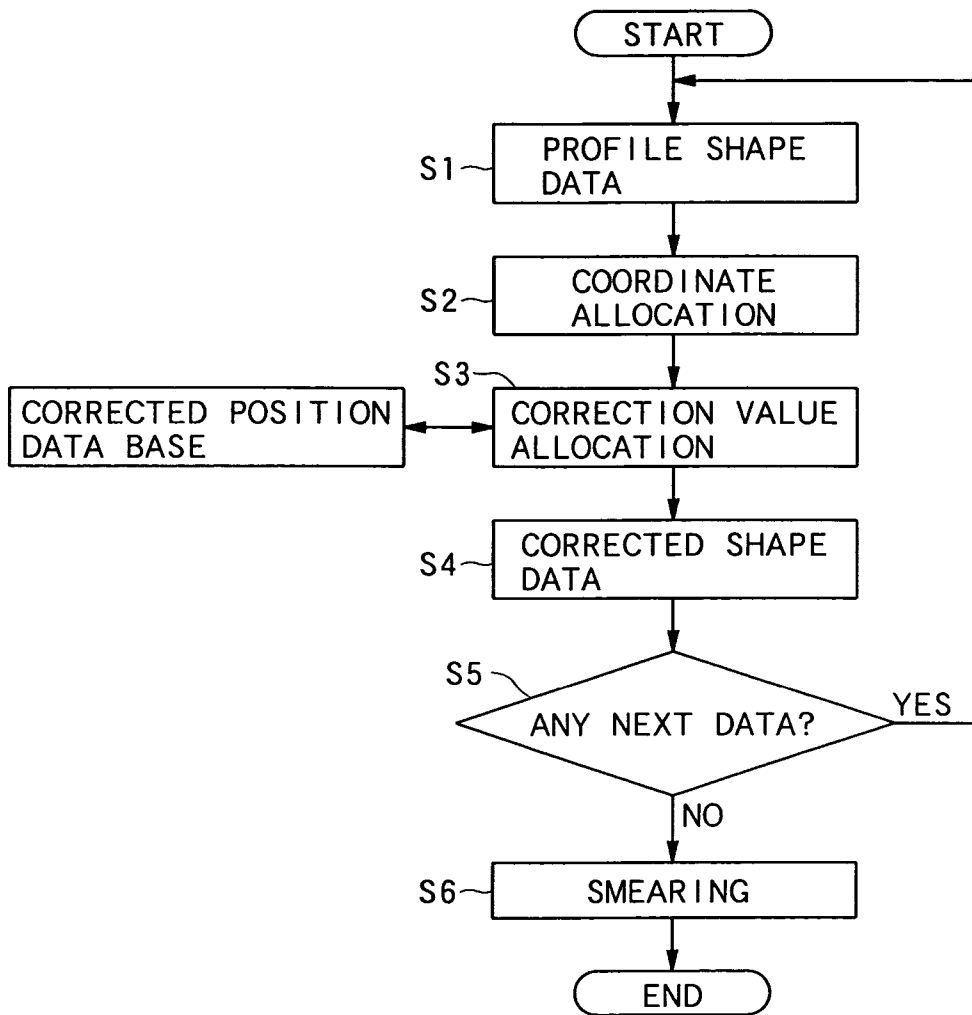 START
S1
PROFILE SHAPE
DATA
S2
COORDINATE
ALLOCATION
S3
CORRECTED POSITION
DATA BASE
CORRECTION VALUE
ALLOCATION
S4
CORRECTED SHAPE
DATA
S5
ANY NEXT DATA?
YES
NO
S6
SMEARING
END